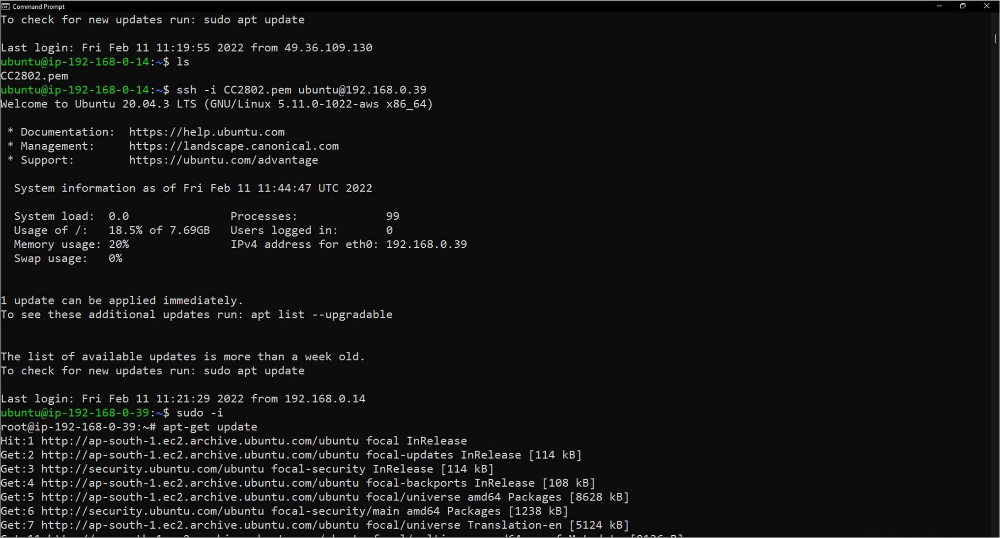 Command Prompt
To check for new updates run: sudo apt update
Last login: Fri Feb 11 11:19:55 2022 from 49.36.109.130
ubuntu@ip-192-168-0-14:~$ ls
CC2802.pem
ubuntu@ip-192-168-0-14:~$ ssh -i CC2802.pem ubuntu@192.168.0.39
Welcome to Ubuntu 20.04.3 LTS (GNU/Linux 5.11.0-1022-aws x86_64)
* Documentation:  https://help.ubuntu.com
* Management:     https://landscape.canonical.com
* Support:        https://ubuntu.com/advantage
System information as of Fri Feb 11 11:44:47 UTC 2022
System load:  0.0               Processes:             99
Usage of /:   18.5% of 7.69GB   Users logged in:       0
Memory usage: 20%               IPv4 address for eth0: 192.168.0.39
Swap usage:   0%
1 update can be applied immediately.
To see these additional updates run: apt list --upgradable
The list of available updates is more than a week old.
To check for new updates run: sudo apt update
Last login: Fri Feb 11 11:21:29 2022 from 192.168.0.14
ubuntu@ip-192-168-0-39:~$ sudo -i
root@ip-192-168-0-39:~# apt-get update
Hit:1 http://ap-south-1.ec2.archive.ubuntu.com/ubuntu focal InRelease
Get:2 http://ap-south-1.ec2.archive.ubuntu.com/ubuntu focal-updates InRelease [114 kB]
Get:3 http://security.ubuntu.com/ubuntu focal-security InRelease [114 kB]
Get:4 http://ap-south-1.ec2.archive.ubuntu.com/ubuntu focal-backports InRelease [108 kB]
Get:5 http://ap-south-1.ec2.archive.ubuntu.com/ubuntu focal/universe amd64 Packages [8628 kB]
Get:6 http://security.ubuntu.com/ubuntu focal-security/main amd64 Packages [1238 kB]
Get:7 http://ap-south-1.ec2.archive.ubuntu.com/ubuntu focal/universe Translation-en [5124 kB]